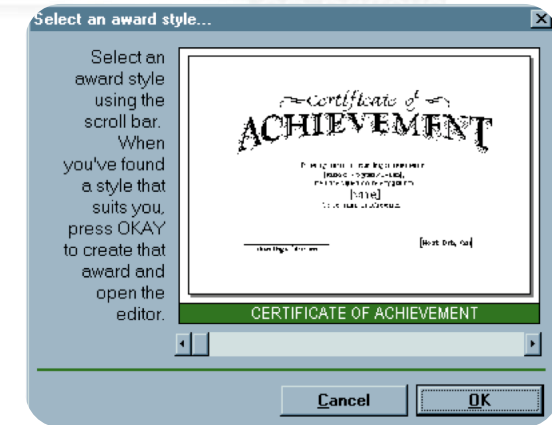 Select an award style...
Select an
award style
using the
scroll bar.
When
you've found
a style that
suits you,
press OKAY
to create that
award and
open the
editor.
Certificate of
ACHIEVEMENT
CERTIFICATE OF ACHIEVEMENT
Cancel
OK